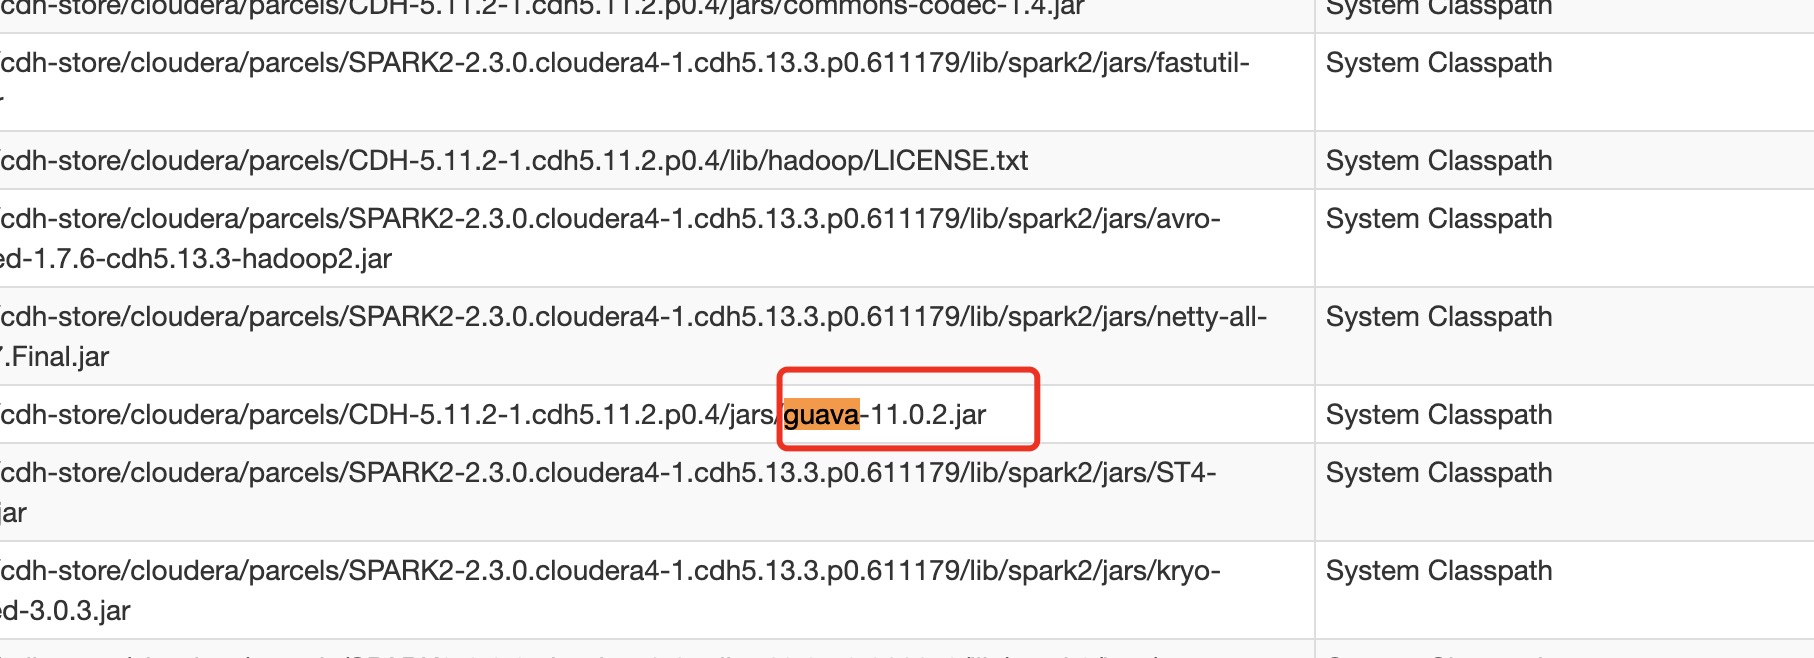 cdh-store/cloudera/parcels/CDH-5.11.2-1.cdh5.11.2.p0.4/jars/commons-codec-1.4.jar System Classpath
cdh-store/cloudera/parcels/SPARK2-2.3.0.cloudera4-1.cdh5.13.3.p0.611179/lib/spark2/jars/fastutil- System Classpath
cdh-store/cloudera/parcels/CDH-5.11.2-1.cdh5.11.2.p0.4/lib/hadoop/LICENSE.txt System Classpath
cdh-store/cloudera/parcels/SPARK2-2.3.0.cloudera4-1.cdh5.13.3.p0.611179/lib/spark2/jars/avro- System Classpath
ed-1.7.6-cdh5.13.3-hadoop2.jar
cdh-store/cloudera/parcels/SPARK2-2.3.0.cloudera4-1.cdh5.13.3.p0.611179/lib/spark2/jars/netty-all- System Classpath
.Final.jar
cdh-store/cloudera/parcels/CDH-5.11.2-1.cdh5.11.2.p0.4/jars/guava-11.0.2.jar System Classpath
cdh-store/cloudera/parcels/SPARK2-2.3.0.cloudera4-1.cdh5.13.3.p0.611179/lib/spark2/jars/ST4- System Classpath
jar
cdh-store/cloudera/parcels/SPARK2-2.3.0.cloudera4-1.cdh5.13.3.p0.611179/lib/spark2/jars/kryo- System Classpath
ed-3.0.3.jar